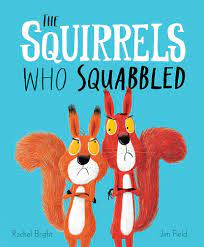 The
SQUIRRELS
WHO SQUABBLED
Rachel Bright
Jim Field